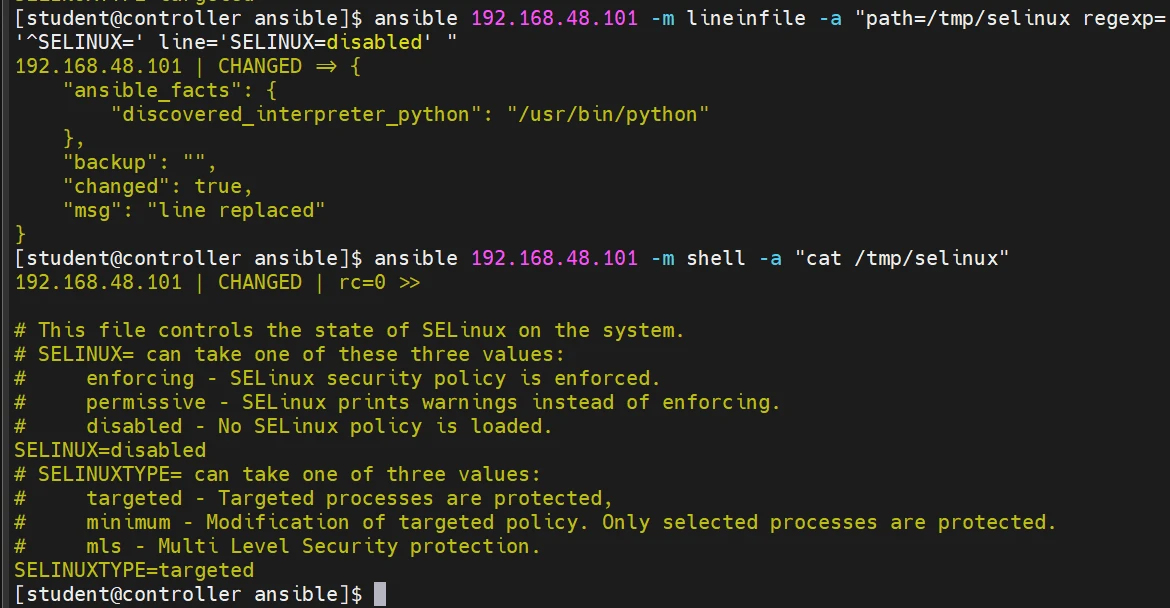 [student@controller ansible]$ ansible 192.168.48.101 -m lineinfile -a "path=/tmp/selinux regexp=
'^SELINUX=' line='SELINUX=disabled' "
192.168.48.101 | CHANGED => {
    "ansible_facts": {
        "discovered_interpreter_python": "/usr/bin/python"
    },
    "backup": "",
    "changed": true,
    "msg": "line replaced"
}
[student@controller ansible]$ ansible 192.168.48.101 -m shell -a "cat /tmp/selinux"
192.168.48.101 | CHANGED | rc=0 >>

# This file controls the state of SELinux on the system.
# SELINUX= can take one of these three values:
#     enforcing - SELinux security policy is enforced.
#     permissive - SELinux prints warnings instead of enforcing.
#     disabled - No SELinux policy is loaded.
SELINUX=disabled
# SELINUXTYPE= can take one of three values:
#     targeted - Targeted processes are protected,
#     minimum - Modification of targeted policy. Only selected processes are protected.
#     mls - Multi Level Security protection.
SELINUXTYPE=targeted
[student@controller ansible]$